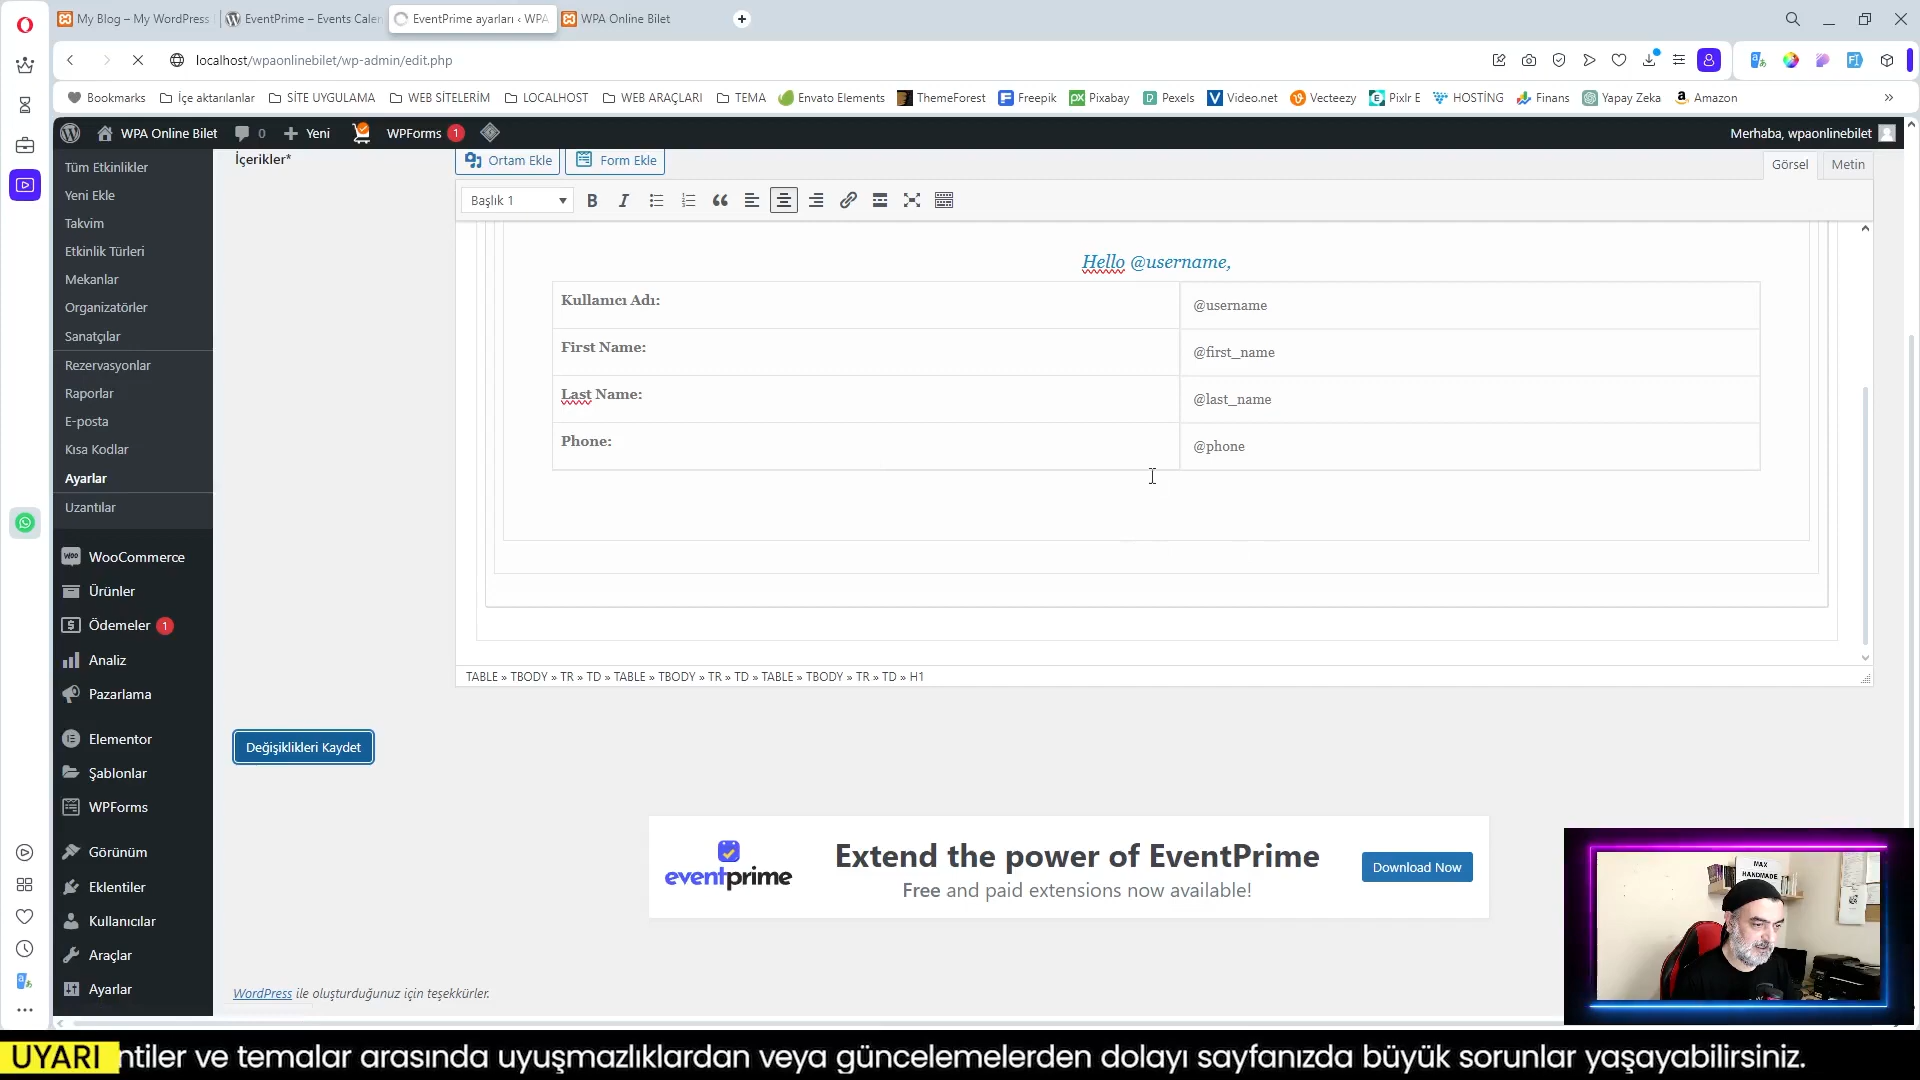 My Blog – My WordPress
EventPrime – Events Calen
EventPrime ayarları ‹ WPA
WPA Online Bilet
localhost/wpaonlinebilet/wp-admin/edit.php
Bookmarks
İçe aktarılanlar
SİTE UYGULAMA
WEB SİTELERİM
LOCALHOST
WEB ARAÇLARI
TEMA
Envato Elements
ThemeForest
Freepik
Pixabay
Pexels
Video.net
Vecteezy
Pixlr E
HOSTİNG
Finans
Yapay Zeka
Amazon
WPA Online Bilet
0
Yeni
WPForms 1
Merhaba, wpaonlinebilet
Tüm Etkinlikler
Yeni Ekle
Takvim
Etkinlik Türleri
Mekanlar
Organizatörler
Sanatçılar
Rezervasyonlar
Raporlar
E-posta
Kısa Kodlar
Ayarlar
Uzantılar
WooCommerce
Ürünler
Ödemeler 1
Analiz
Pazarlama
Elementor
Şablonlar
WPForms
Görünüm
Eklentiler
Kullanıcılar
Araçlar
Ayarlar
İçerikler*
Ortam Ekle
Form Ekle
Görsel
Metin
Başlık 1
Hello @username,
Kullanıcı Adı: @username
First Name: @first_name
Last Name: @last_name
Phone: @phone
TABLE » TBODY » TR » TD » TABLE » TBODY » TR » TD » TABLE » TBODY » TR » TD » H1
Değişiklikleri Kaydet
eventprime
Extend the power of EventPrime
Free and paid extensions now available!
Download Now
WordPress ile oluşturduğunuz için teşekkürler.
MAX
HANDMADE
UYARI ntiler ve temalar arasında uyuşmazlıklardan veya güncelemelerden dolayı sayfanızda büyük sorunlar yaşayabilirsiniz.